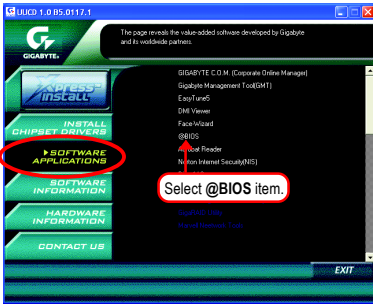 UUCD 1.0 B5.0117.1
GIGABYTE
The page reveals the value-added software developed by Gigabyte
and its worldwide partners.
Xpress™
INSTALL
INSTALL
CHIPSET DRIVERS
SOFTWARE
APPLICATIONS
SOFTWARE
INFORMATION
HARDWARE
INFORMATION
CONTACT US
GIGABYTE C.O.M. (Corporate Online Manager)
Gigabyte Management Tool(GMT)
EasyTune5
DMI Viewer
Face-Wizard
@BIOS
Acrobat Reader
Norton Internet Security(NIS)
Select @BIOS item.
EXIT